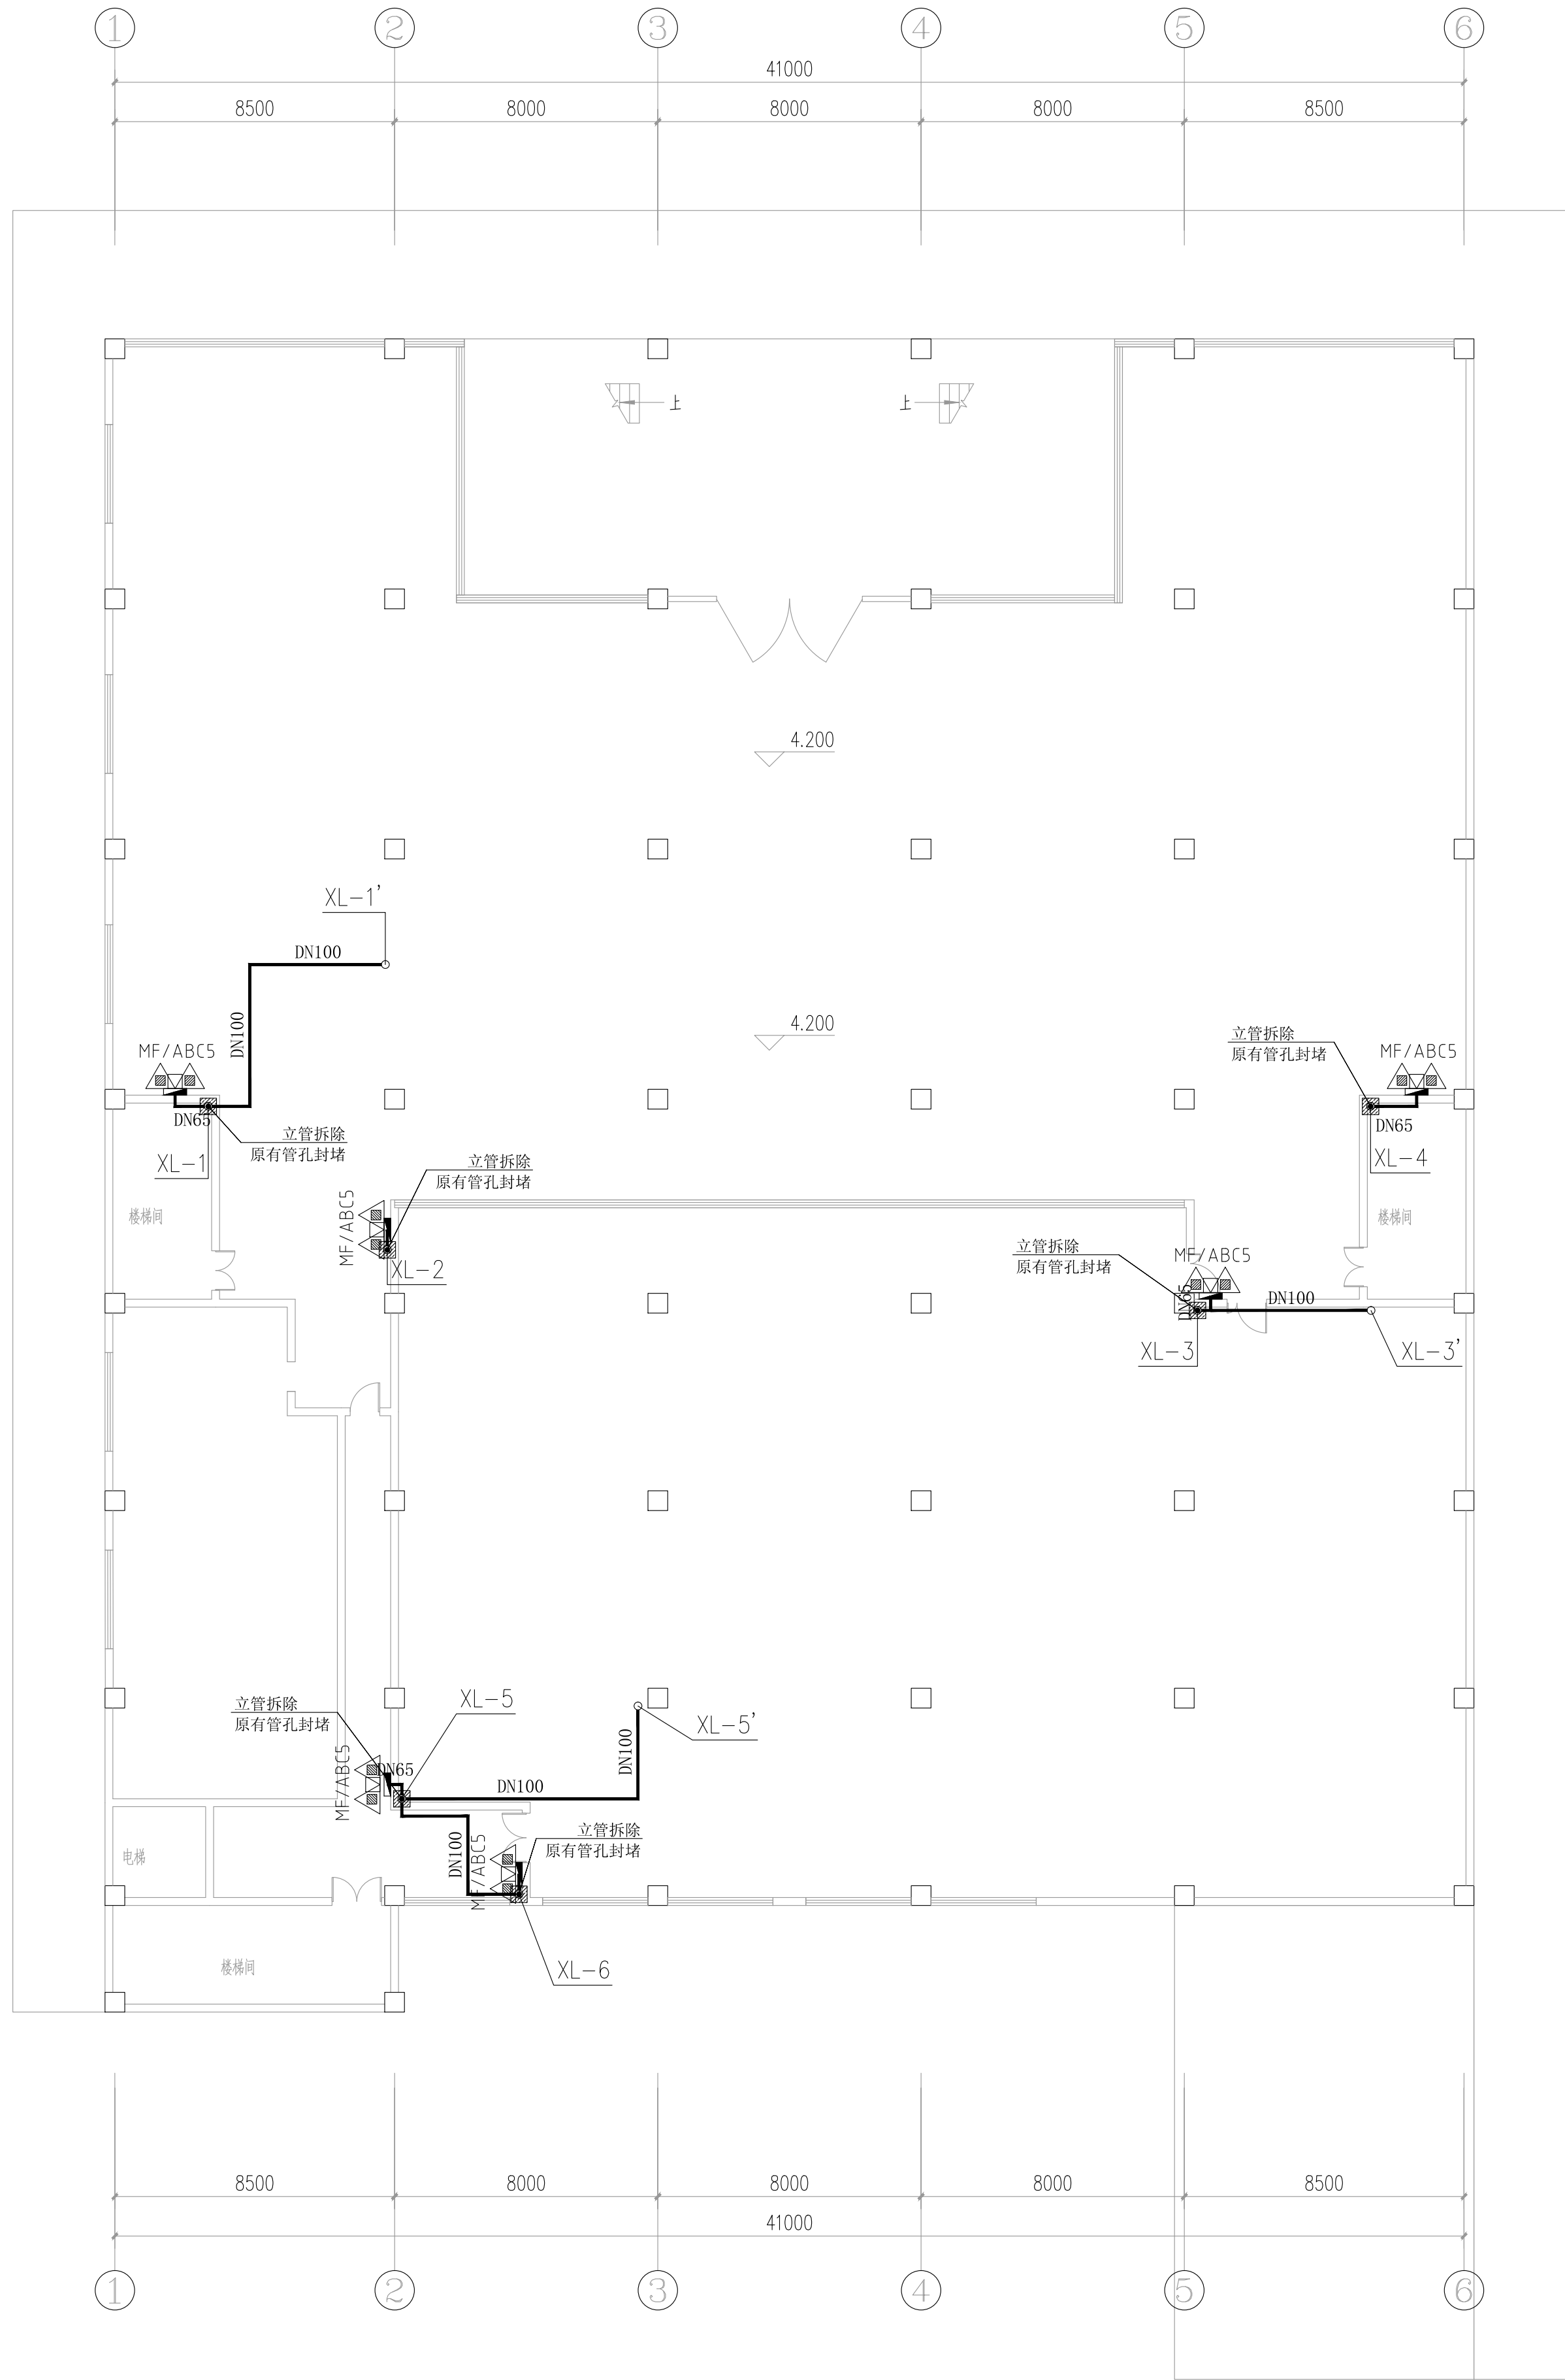 1 2 3 4 5 6
41000
8500 8000 8000 8000 8500
上 上
4.200
XL-1'
DN100
DN100
4.200
MF/ABC5
DN65
立管拆除
原有管孔封堵
XL-1
立管拆除
原有管孔封堵
MF/ABC5
DN65
XL-4
楼梯间
立管拆除
原有管孔封堵
MF/ABC5
XL-2
楼梯间
立管拆除
原有管孔封堵
MF/ABC5
DN65
DN100
XL-3
XL-3'
立管拆除
原有管孔封堵
XL-5
XL-5'
MF/ABC5
DN65
DN100
DN100
DN100
MF/ABC5
立管拆除
原有管孔封堵
电梯
楼梯间
XL-6
8500 8000 8000 8000 8500
41000
1 2 3 4 5 6